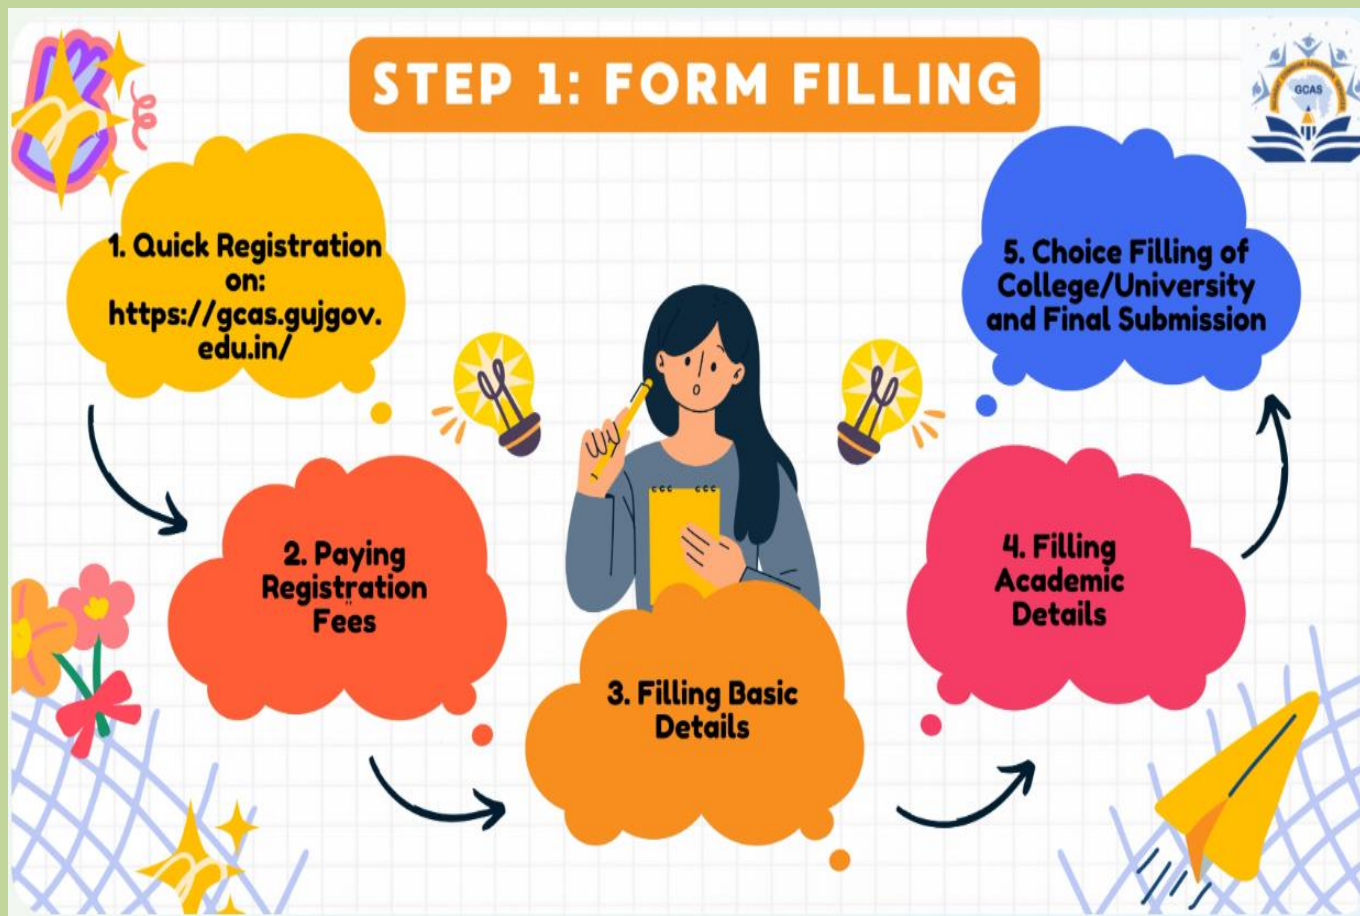 STEP 1: FORM FILLING
GCAS
1. Quick Registration
on:
https://gcas.gujgov.
edu.in/
2. Paying
Registration
Fees
3. Filling Basic
Details
4. Filling
Academic
Details
5. Choice Filling of
College/University
and Final Submission